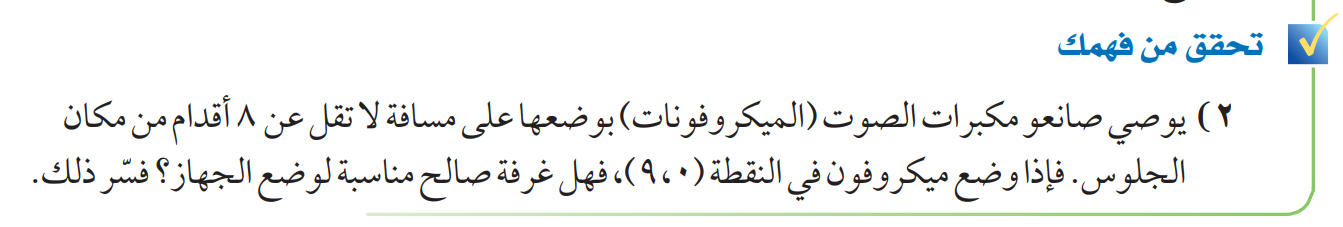 تحقق من فهمك
٢) يوصي صانعو مكبرات الصوت (الميكروفونات) بوضعها على مسافة لا تقل عن ٨ أقدام من مكان
الجلوس. فإذا وضع ميكروفون في النقطة (٠، ٩)، فهل غرفة صالح مناسبة لوضع الجهاز؟ فسّر ذلك.